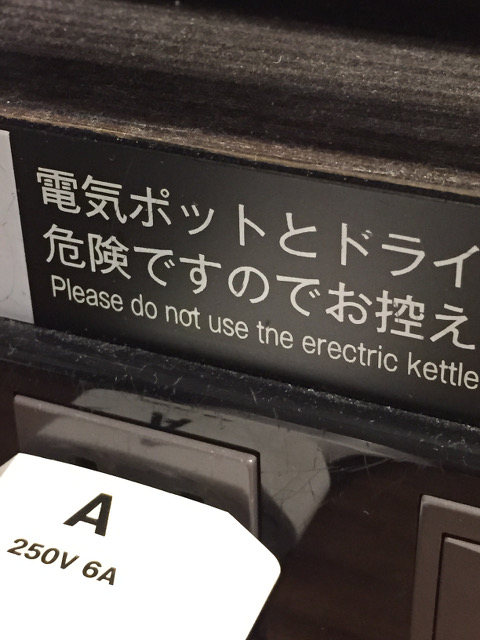 電気ポットとドライ
危険ですのでお控え
Please do not use tne erectric kettle
A
250V 6A